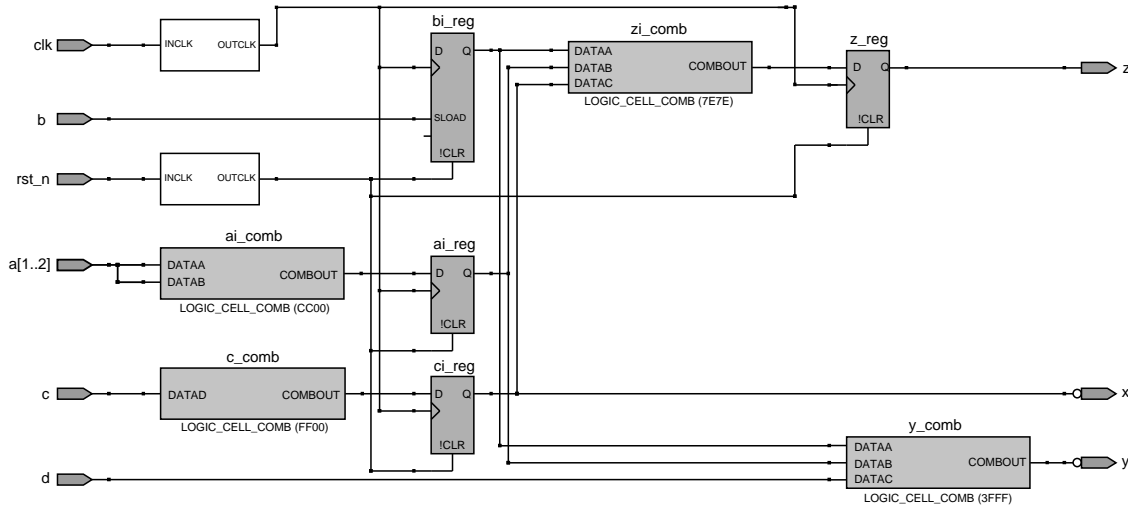 clk
INCLK OUTCLK
b
rst_n
INCLK OUTCLK
bi_reg
D Q
SLOAD
!CLR
zi_comb
DATAA
DATAB
DATAC
COMBOUT
LOGIC_CELL_COMB (7E7E)
z_reg
D Q
!CLR
z
a[1..2]
ai_comb
DATAA
DATAB
COMBOUT
LOGIC_CELL_COMB (CC00)
ai_reg
D Q
!CLR
c
c_comb
DATAD COMBOUT
LOGIC_CELL_COMB (FF00)
ci_reg
D Q
!CLR
x
d
y_comb
DATAA
DATAB
DATAC
COMBOUT
LOGIC_CELL_COMB (3FFF)
y